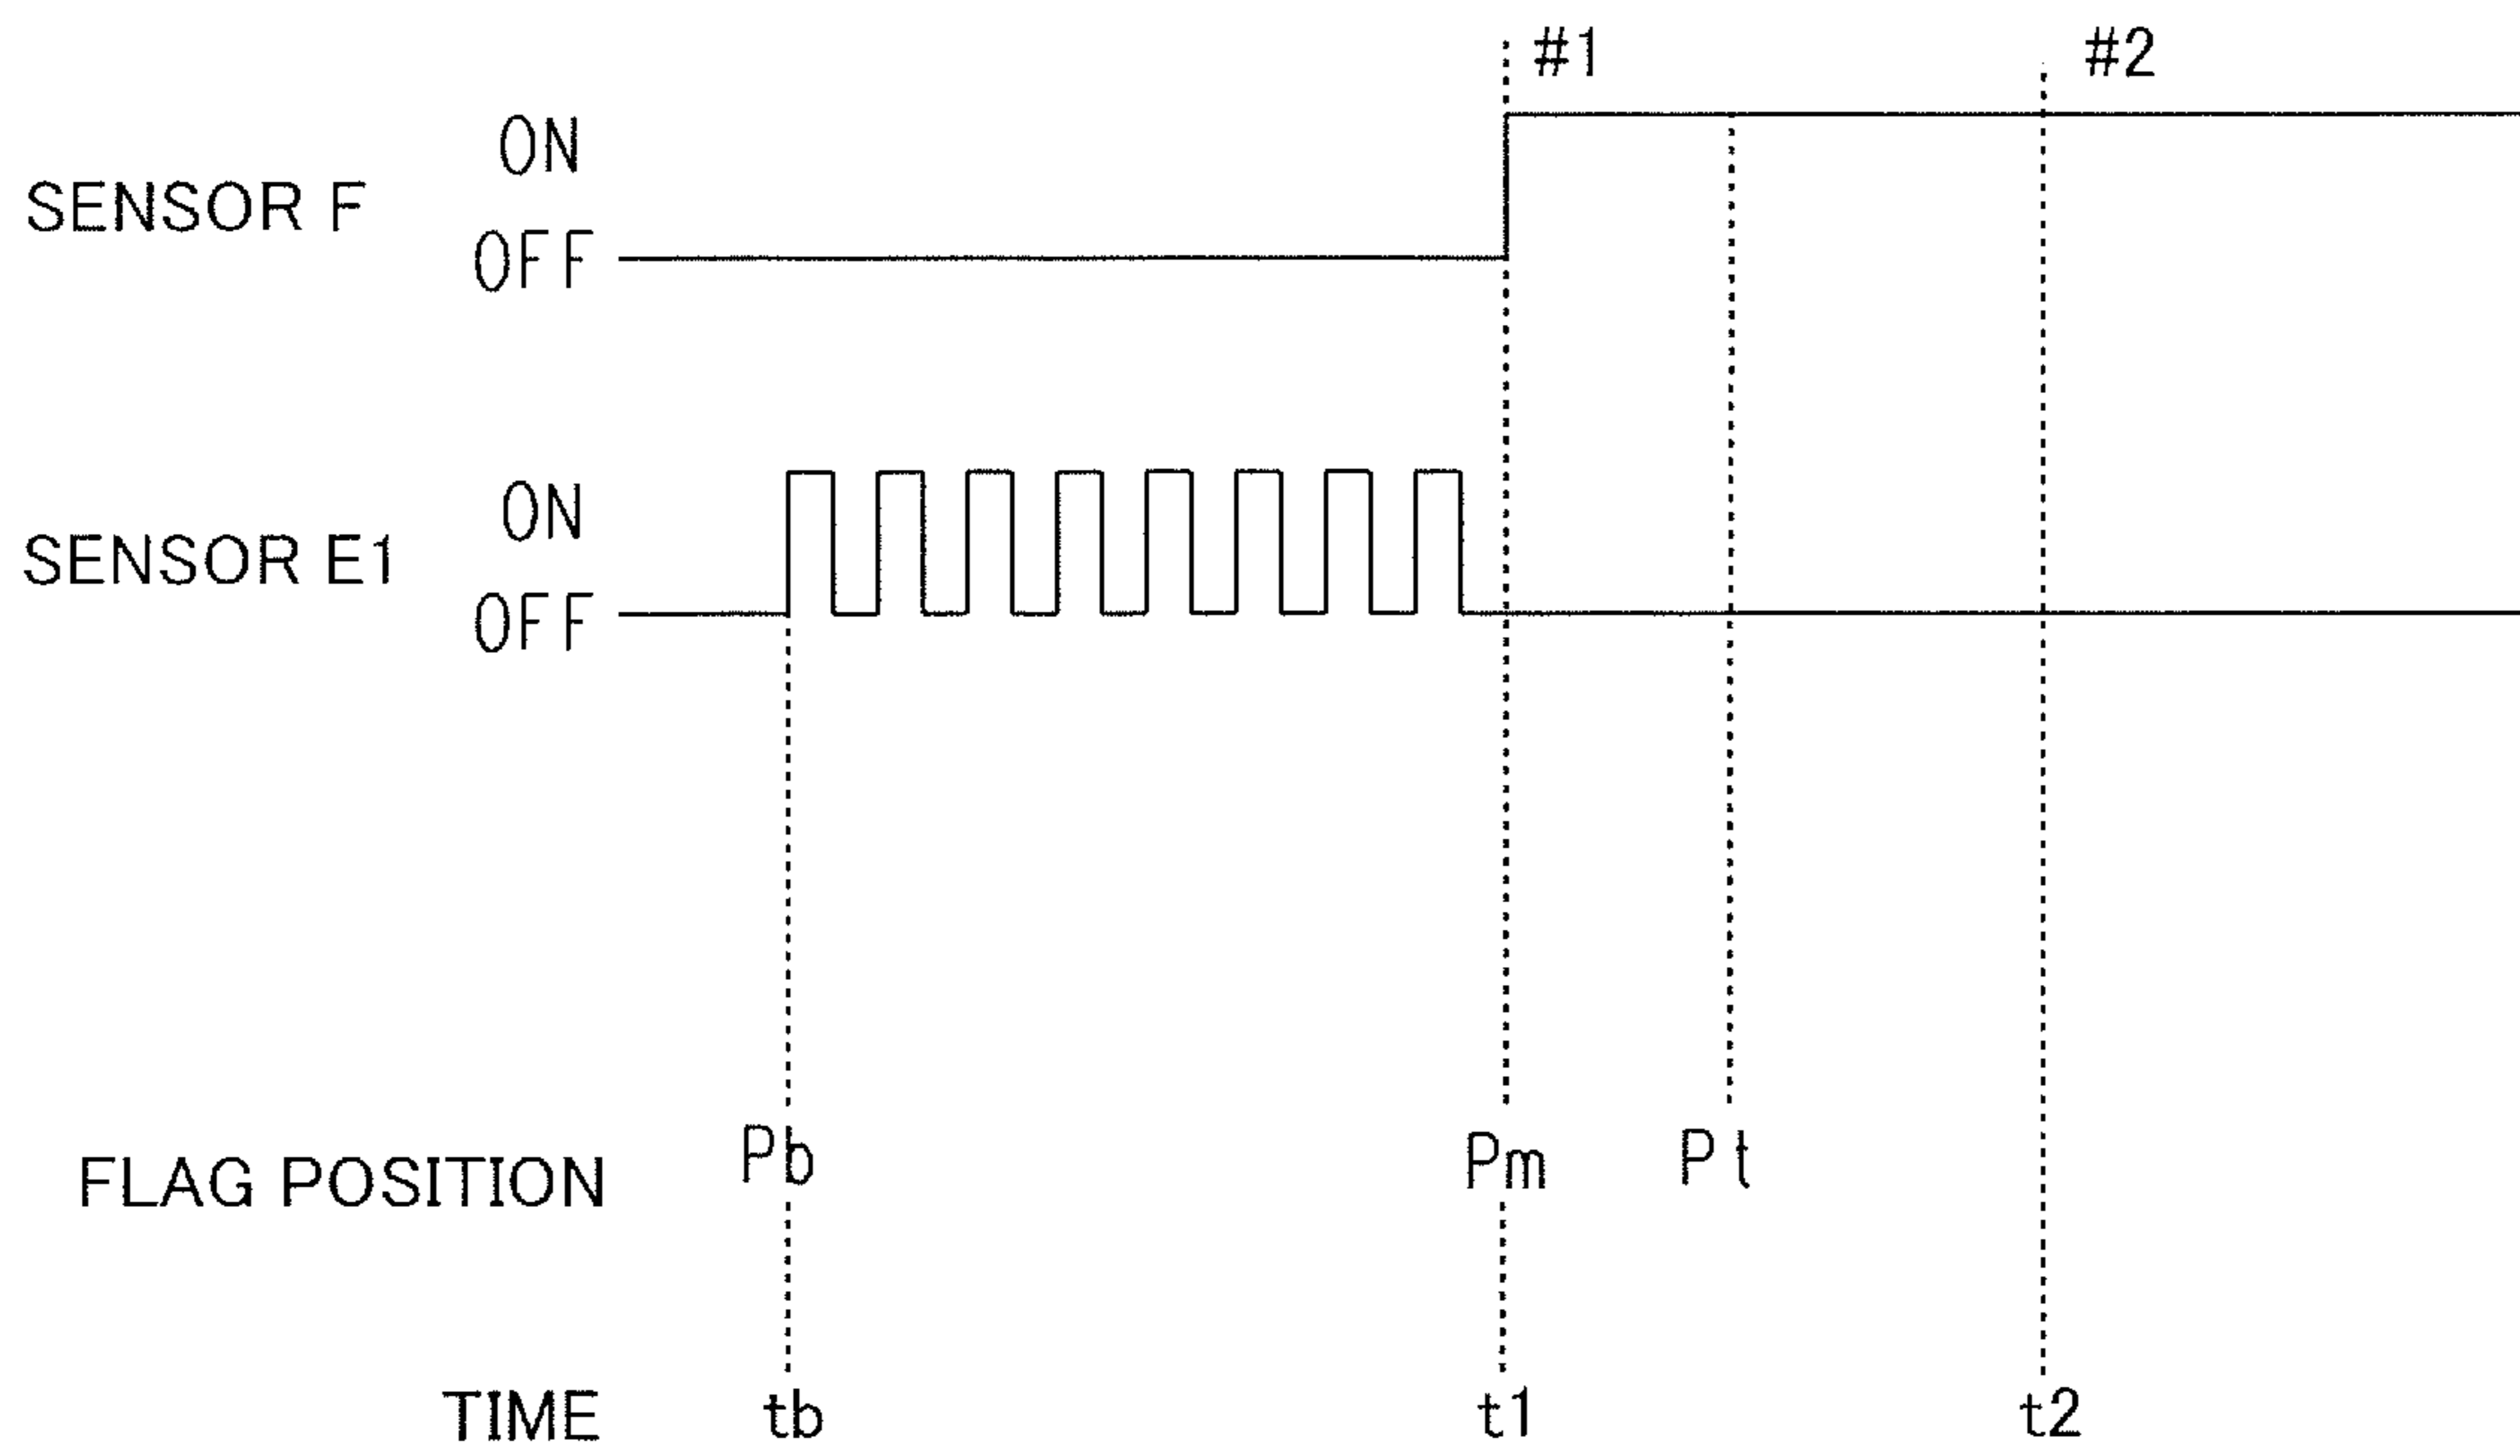 #1 #2
ON
SENSOR F
OFF
ON
SENSOR E1
OFF
FLAG POSITION Pb Pm Pt
TIME tb t1 t2